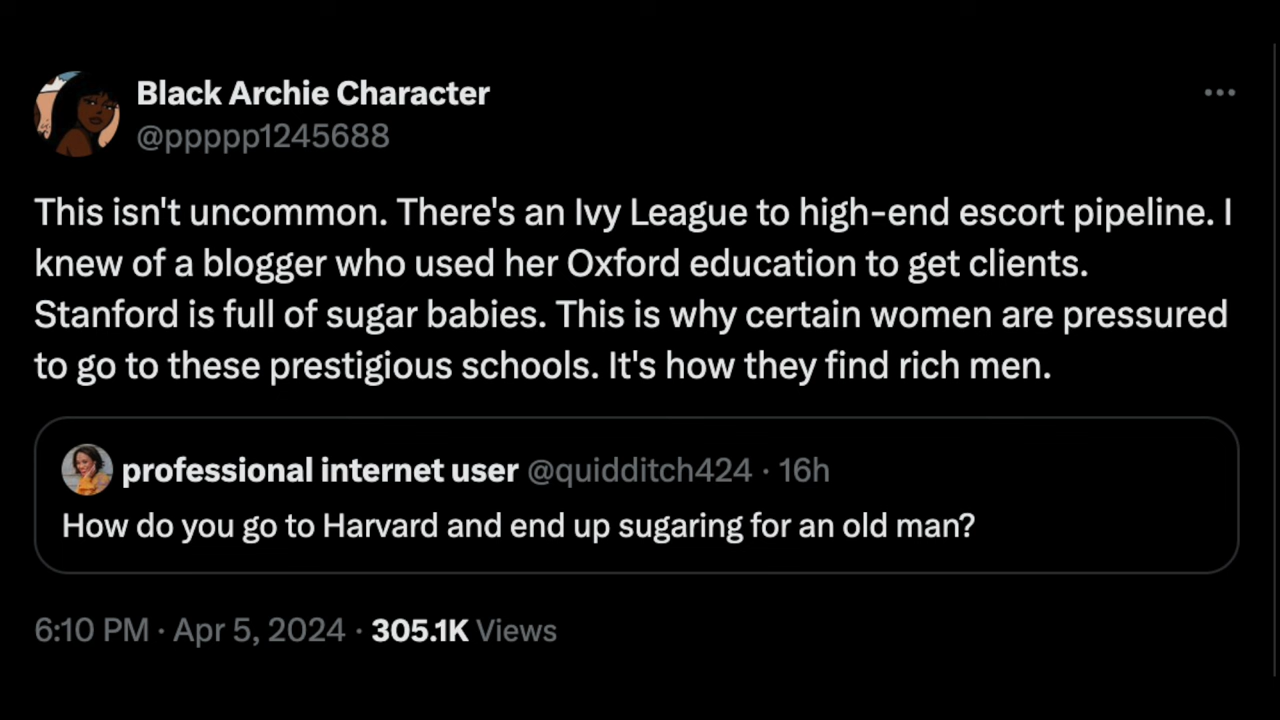 Black Archie Character
@ppppp1245688
This isn't uncommon. There's an Ivy League to high-end escort pipeline. I
knew of a blogger who used her Oxford education to get clients.
Stanford is full of sugar babies. This is why certain women are pressured
to go to these prestigious schools. It's how they find rich men.
professional internet user @quidditch424 · 16h
How do you go to Harvard and end up sugaring for an old man?
6:10 PM · Apr 5, 2024 · 305.1K Views